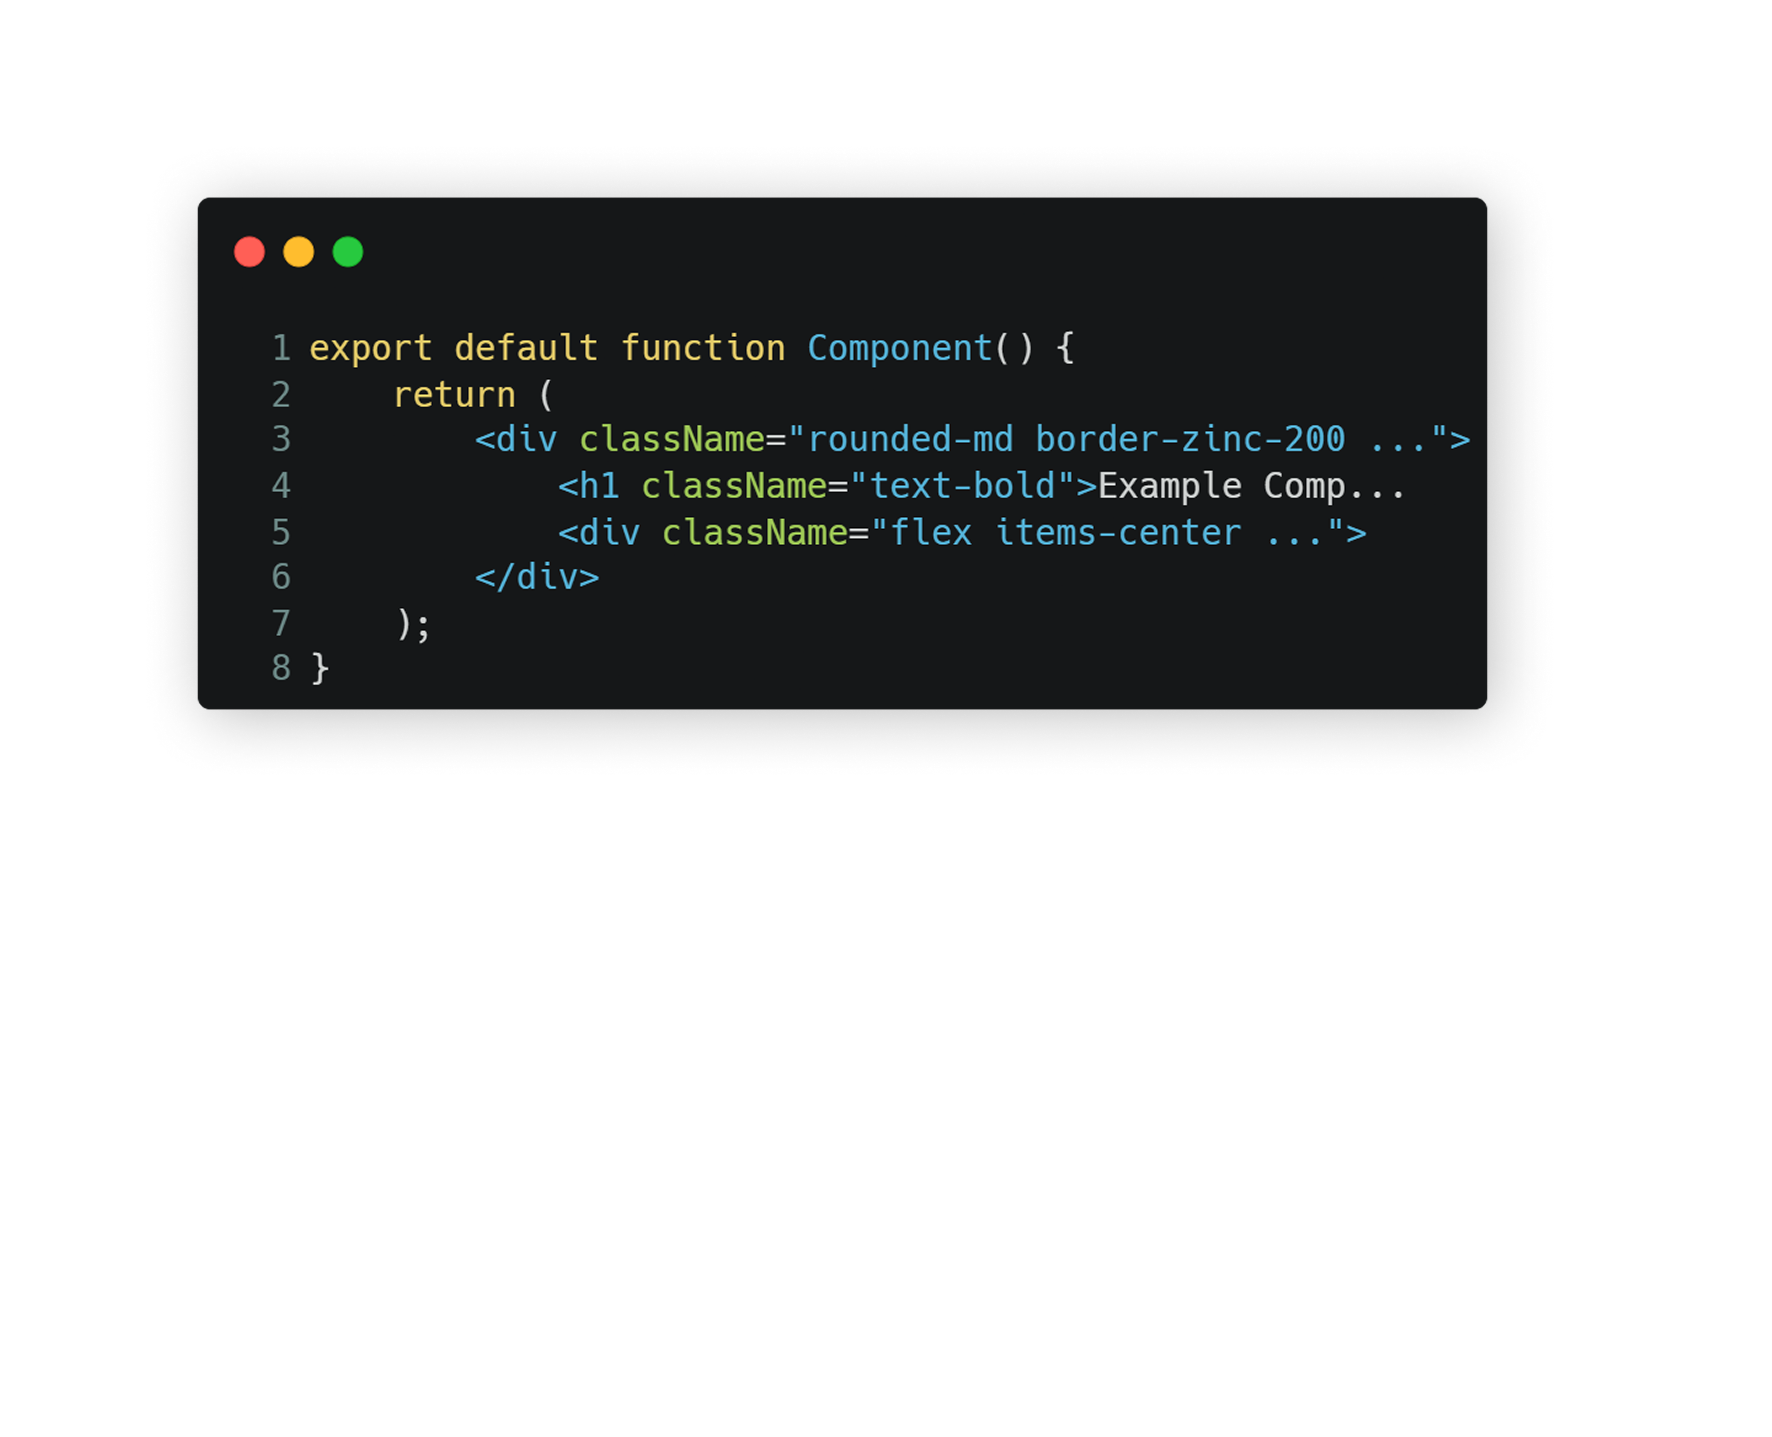 1 export default function Component() {
2     return (
3         <div className="rounded-md border-zinc-200 ...">
4             <h1 className="text-bold">Example Comp...
5             <div className="flex items-center ...">
6         </div>
7     );
8 }